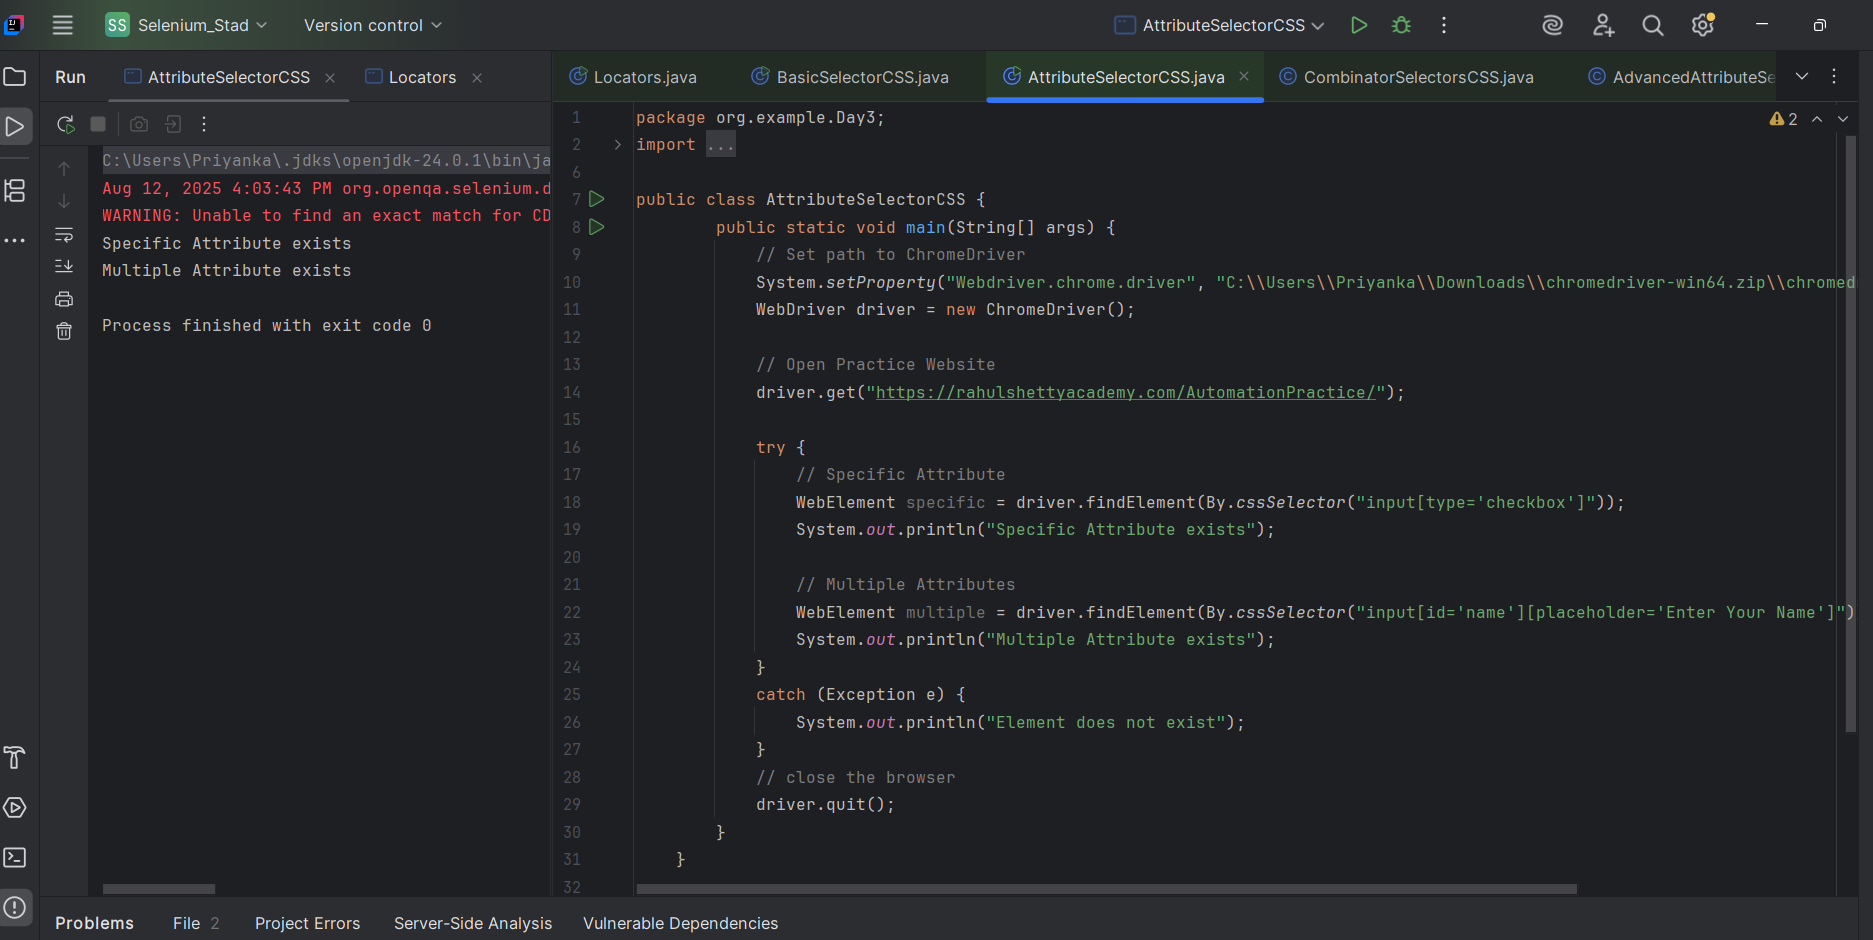 SS Selenium_Stad Version control AttributeSelectorCSS
Run AttributeSelectorCSS Locators
Locators.java BasicSelectorCSS.java AttributeSelectorCSS.java CombinatorSelectorsCSS.java AdvancedAttributeSe
C:\Users\Priyanka\.jdks\openjdk-24.0.1\bin\ja
Aug 12, 2025 4:03:43 PM org.openqa.selenium.d
WARNING: Unable to find an exact match for CD
Specific Attribute exists
Multiple Attribute exists
Process finished with exit code 0
2
1 package org.example.Day3;
2 import ...
6
7 public class AttributeSelectorCSS {
8 public static void main(String[] args) {
9 // Set path to ChromeDriver
10 System.setProperty("Webdriver.chrome.driver", "C:\\Users\\Priyanka\\Downloads\\chromedriver-win64.zip\\chromed
11 WebDriver driver = new ChromeDriver();
12
13 // Open Practice Website
14 driver.get("https://rahulshettyacademy.com/AutomationPractice/");
15
16 try {
17 // Specific Attribute
18 WebElement specific = driver.findElement(By.cssSelector("input[type='checkbox']"));
19 System.out.println("Specific Attribute exists");
20
21 // Multiple Attributes
22 WebElement multiple = driver.findElement(By.cssSelector("input[id='name'][placeholder='Enter Your Name']")
23 System.out.println("Multiple Attribute exists");
24 }
25 catch (Exception e) {
26 System.out.println("Element does not exist");
27 }
28 // close the browser
29 driver.quit();
30 }
31 }
32
Problems File 2 Project Errors Server-Side Analysis Vulnerable Dependencies